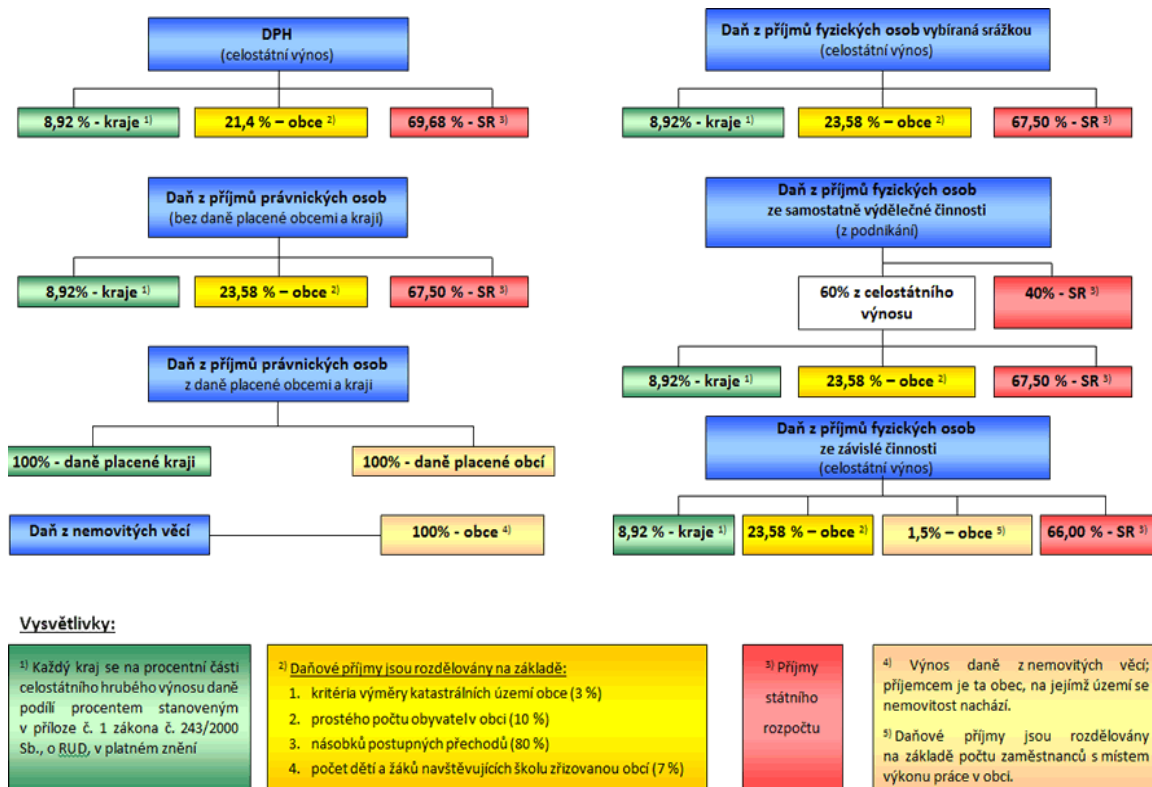 DPH
(celostátní výnos)
8,92 % - kraje 1)
21,4 % – obce 2)
69,68 % - SR 3)
Daň z příjmů právnických osob
(bez daně placené obcemi a kraji)
8,92% - kraje 1)
23,58 % – obce 2)
67,50 % - SR 3)
Daň z příjmů právnických osob
z daně placené obcemi a kraji
100% - daně placené kraji
100% - daně placené obcí
Daň z nemovitých věcí
100% - obce 4)
Daň z příjmů fyzických osob vybíraná srážkou
(celostátní výnos)
8,92% - kraje 1)
23,58 % – obce 2)
67,50 % - SR 3)
Daň z příjmů fyzických osob
ze samostatně výdělečné činnosti
(z podnikání)
60% z celostátního
výnosu
40% - SR 3)
8,92% - kraje 1)
23,58 % – obce 2)
67,50 % - SR 3)
Daň z příjmů fyzických osob
ze závislé činnosti
(celostátní výnos)
8,92 % - kraje 1)
23,58 % – obce 2)
1,5% – obce 5)
66,00 % - SR 3)
Vysvětlivky:
1) Každý kraj se na procentní části
celostátního hrubého výnosu daně
podílí procentem stanoveným
v příloze č. 1 zákona č. 243/2000
Sb., o RUD, v platném znění
2) Daňové příjmy jsou rozdělovány na základě:
1. kritéria výměry katastrálních území obce (3 %)
2. prostého počtu obyvatel v obci (10 %)
3. násobků postupných přechodů (80 %)
4. počet dětí a žáků navštěvujících školu zřizovanou obcí (7 %)
3) Příjmy
státního
rozpočtu
4) Výnos daně z nemovitých věcí;
příjemcem je ta obec, na jejímž území se
nemovitost nachází.
5) Daňové příjmy jsou rozdělovány
na základě počtu zaměstnanců s místem
výkonu práce v obci.